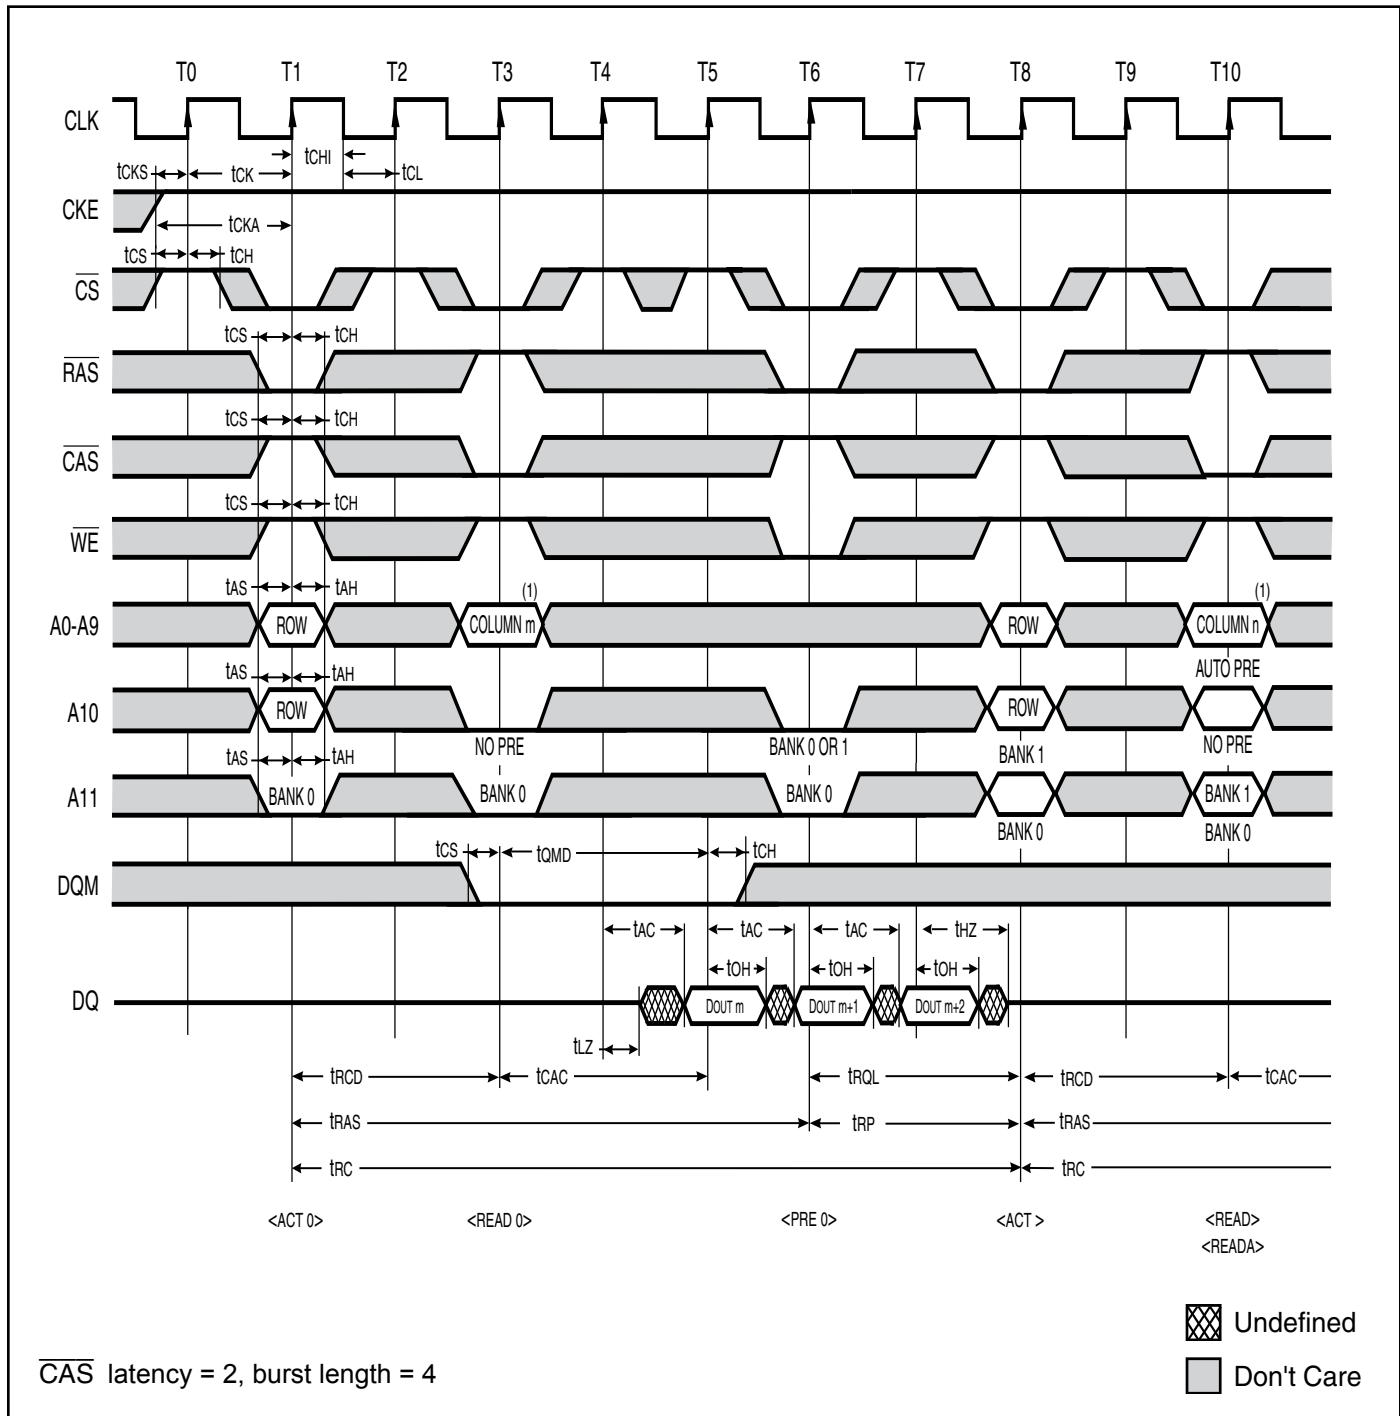 T0 T1 T2 T3 T4 T5 T6 T7 T8 T9 T10
CLK
tCHI
tCKS tCK tCL
CKE
tCKA
tCS tCH
CS
tCS tCH
RAS
tCS tCH
CAS
tCS tCH
WE
tAS tAH (1) (1)
A0-A9 ROW COLUMN m ROW COLUMN n
AUTO PRE
tAS tAH
A10 ROW ROW
NO PRE BANK 0 OR 1 BANK 1 NO PRE
tAS tAH
A11 BANK 0 BANK 0 BANK 0 BANK 1
BANK 0 BANK 0
tCS tQMD tCH
DQM
tAC tAC tAC tHZ
tOH tOH tOH
DQ DOUT m DOUT m+1 DOUT m+2
tLZ
tRCD tCAC tRQL tRCD tCAC
tRAS tRP tRAS
tRC tRC
<ACT 0> <READ 0> <PRE 0> <ACT > <READ>
<READA>
Undefined
CAS latency = 2, burst length = 4
Don't Care